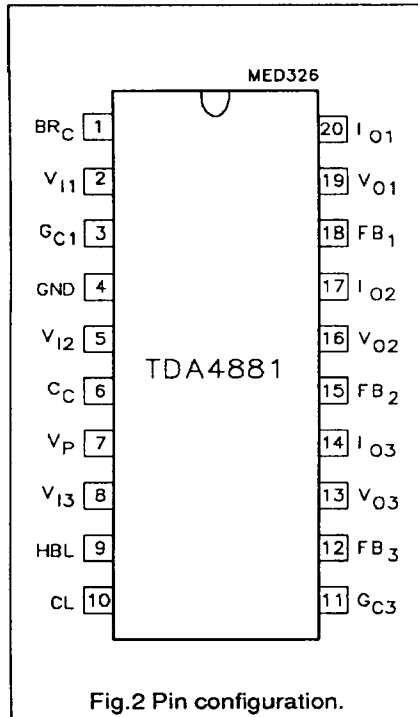 MED326
BRC 1
VI1 2
GC1 3
GND 4
VI2 5
CC 6
VP 7
VI3 8
HBL 9
CL 10
TDA4881
20 IO1
19 VO1
18 FB1
17 IO2
16 VO2
15 FB2
14 IO3
13 VO3
12 FB3
11 GC3
Fig.2 Pin configuration.